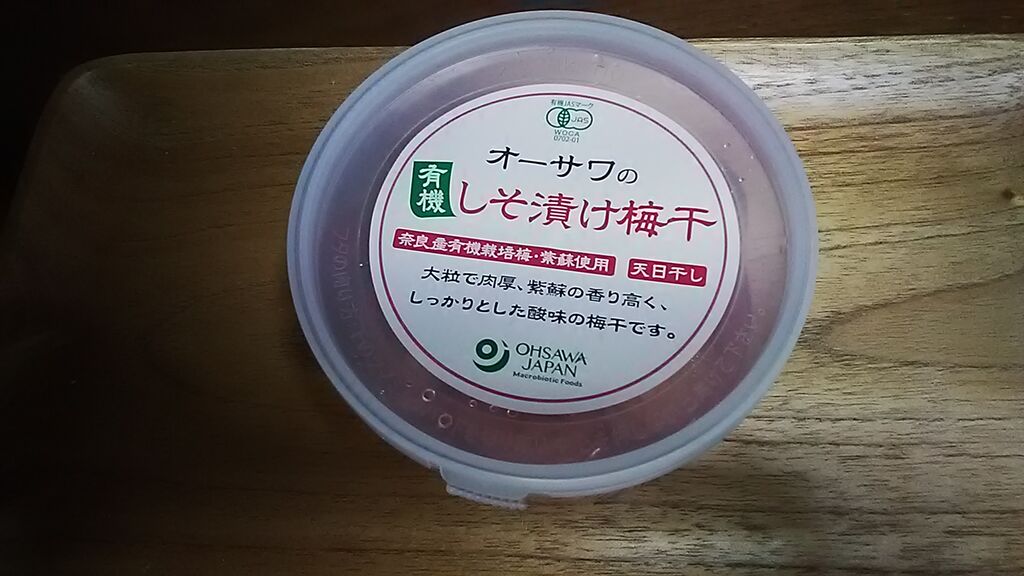 有機JASマーク
JAS
WOCA
0702-01
オーサワの
有機
しそ漬け梅干
奈良産有機栽培梅・紫蘇使用 天日干し
大粒で肉厚、紫蘇の香り高く、
しっかりとした酸味の梅干です。
OHSAWA
JAPAN
Macrobiotic Foods